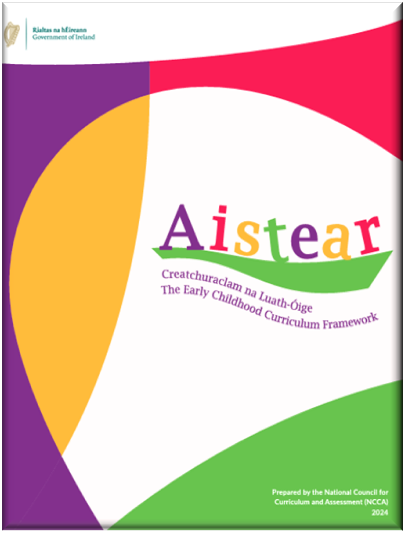 Rialtas na hÉireann
Government of Ireland
Aistear
Creatchuraclam na Luath-Óige
The Early Childhood Curriculum Framework
Prepared by the National Council for
Curriculum and Assessment (NCCA)
2024